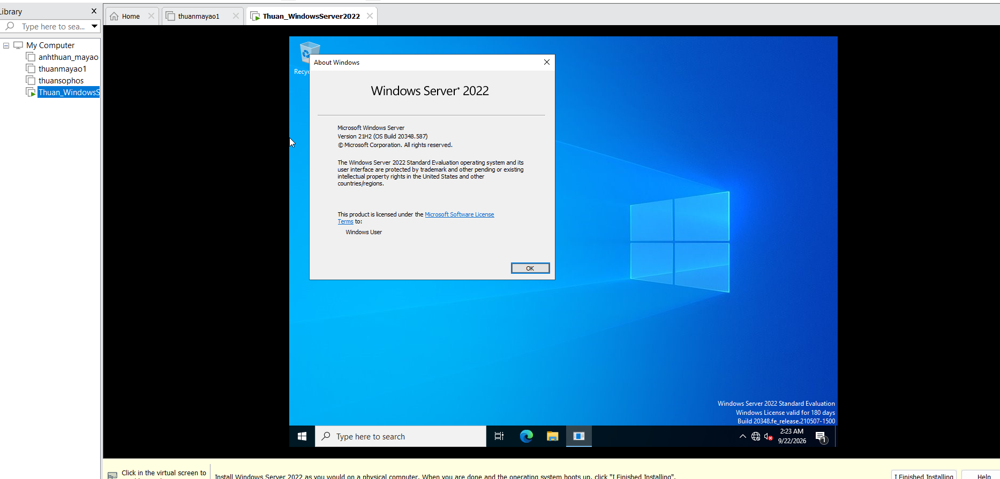 Library
Type here to sea...
My Computer
anhthuan_mayao
thuanmayao1
thuansophos
Thuan_WindowsS
Home
thuanmayao1
Thuan_WindowsServer2022
About Windows
Windows Server® 2022
Microsoft Windows Server
Version 21H2 (OS Build 20348.587)
© Microsoft Corporation. All rights reserved.
The Windows Server 2022 Standard Evaluation operating system and its
user interface are protected by trademark and other pending or existing
intellectual property rights in the United States and other
countries/regions.
This product is licensed under the Microsoft Software License
Terms to:
Windows User
OK
Windows Server 2022 Standard Evaluation
Windows License valid for 180 days
Build 20348.fe_release.210507-1500
Type here to search
2:23 AM
9/22/2026
1
Click in the virtual screen to
Install Windows Server 2022 as you would on a physical computer. When you are done and the operating system boots up, click "I Finished Installing".
I Finished Installing
Help